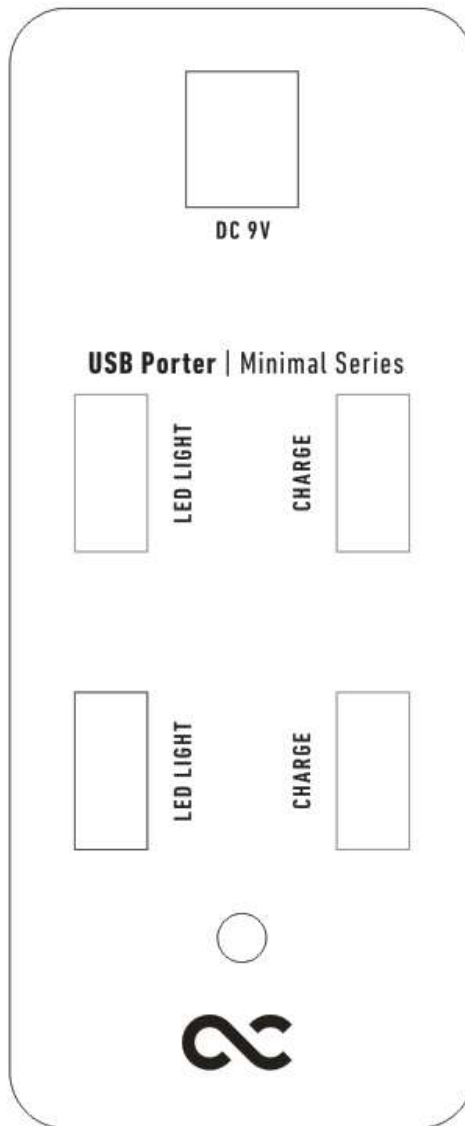 DC 9V
USB Porter | Minimal Series
LED LIGHT
CHARGE
LED LIGHT
CHARGE